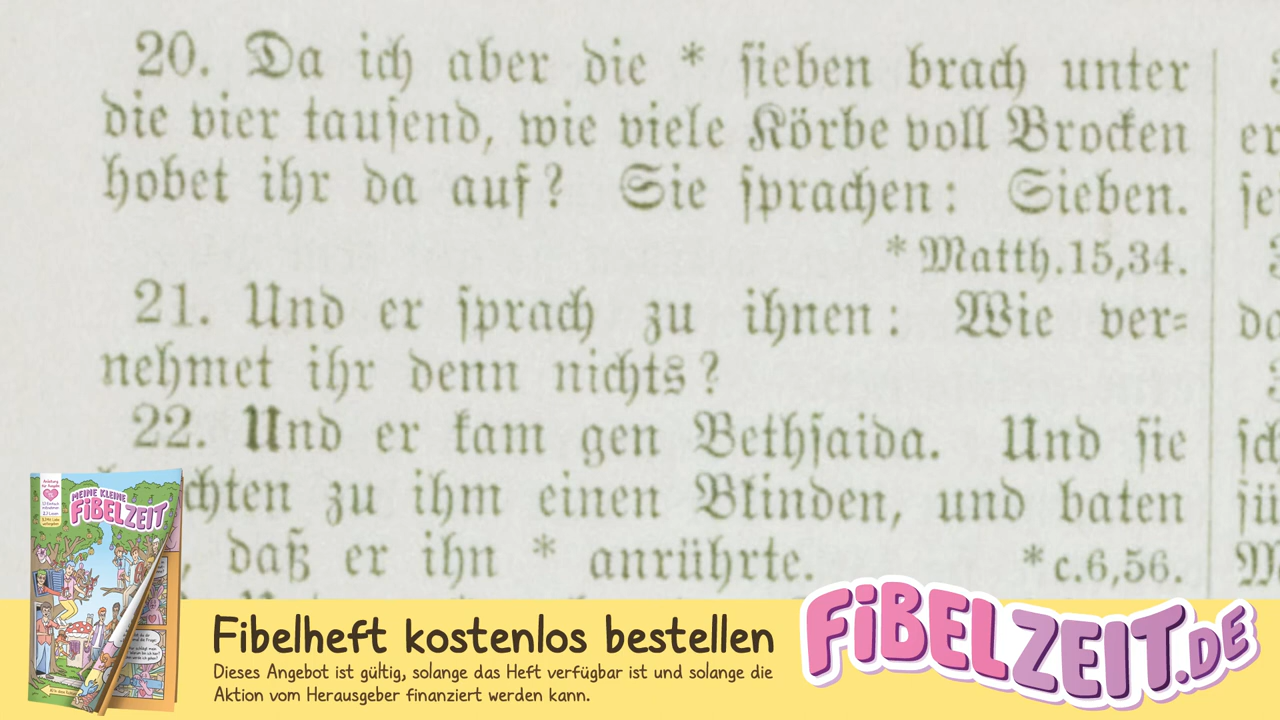 20. Da ich aber die * sieben brach unter
die vier tausend, wie viele Körbe voll Brocken
hobet ihr da auf? Sie sprachen: Sieben.
* Matth.15,34.
21. Und er sprach zu ihnen: Wie ver=
nehmet ihr denn nichts?
22. Und er kam gen Bethsaida. Und sie
zu ihm einen Blinden, und baten
, daß er ihn * anrührte. * c.6,56.
MEINE KLEINE
FiBELZEIT
Fibelheft kostenlos bestellen
Dieses Angebot ist gültig, solange das Heft verfügbar ist und solange die
Aktion vom Herausgeber finanziert werden kann.
FiBELZEIT.DE